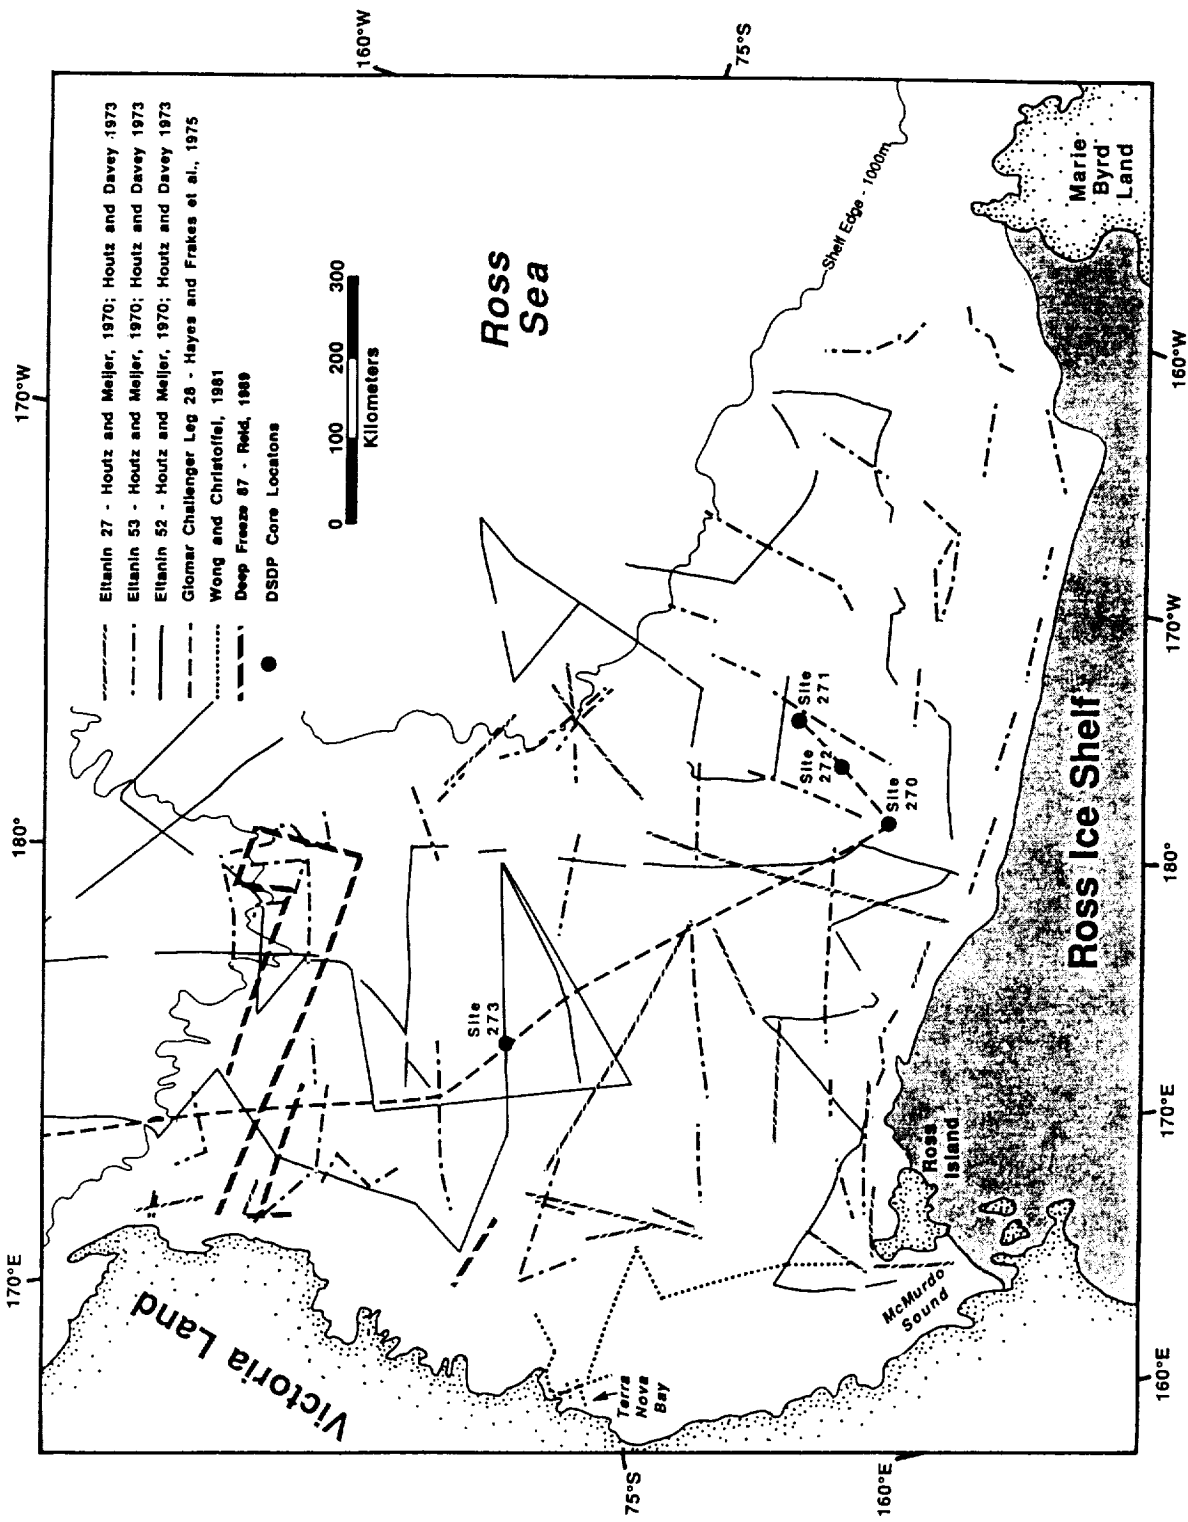 160°W
75°S
170°W
180°
170°E
Eltanin 27 - Houtz and Meijer, 1970; Houtz and Davey 1973
Eltanin 53 - Houtz and Meijer, 1970; Houtz and Davey 1973
Eltanin 52 - Houtz and Meijer, 1970; Houtz and Davey 1973
Glomar Challenger Leg 28 - Hayes and Frakes et al., 1975
Wong and Christoffel, 1981
Deep Freeze 87 - Reid, 1989
DSDP Core Locatons
0 100 200 300
Kilometers
Ross
Sea
Shelf Edge - 1000m
Marie
Byrd
Land
Site
271
Site
272
Site
270
Site
273
Victoria Land
Terra
Nova
Bay
McMurdo
Sound
Ross
Island
Ross Ice Shelf
75°S
160°E
160°E
170°E
180°
170°W
160°W